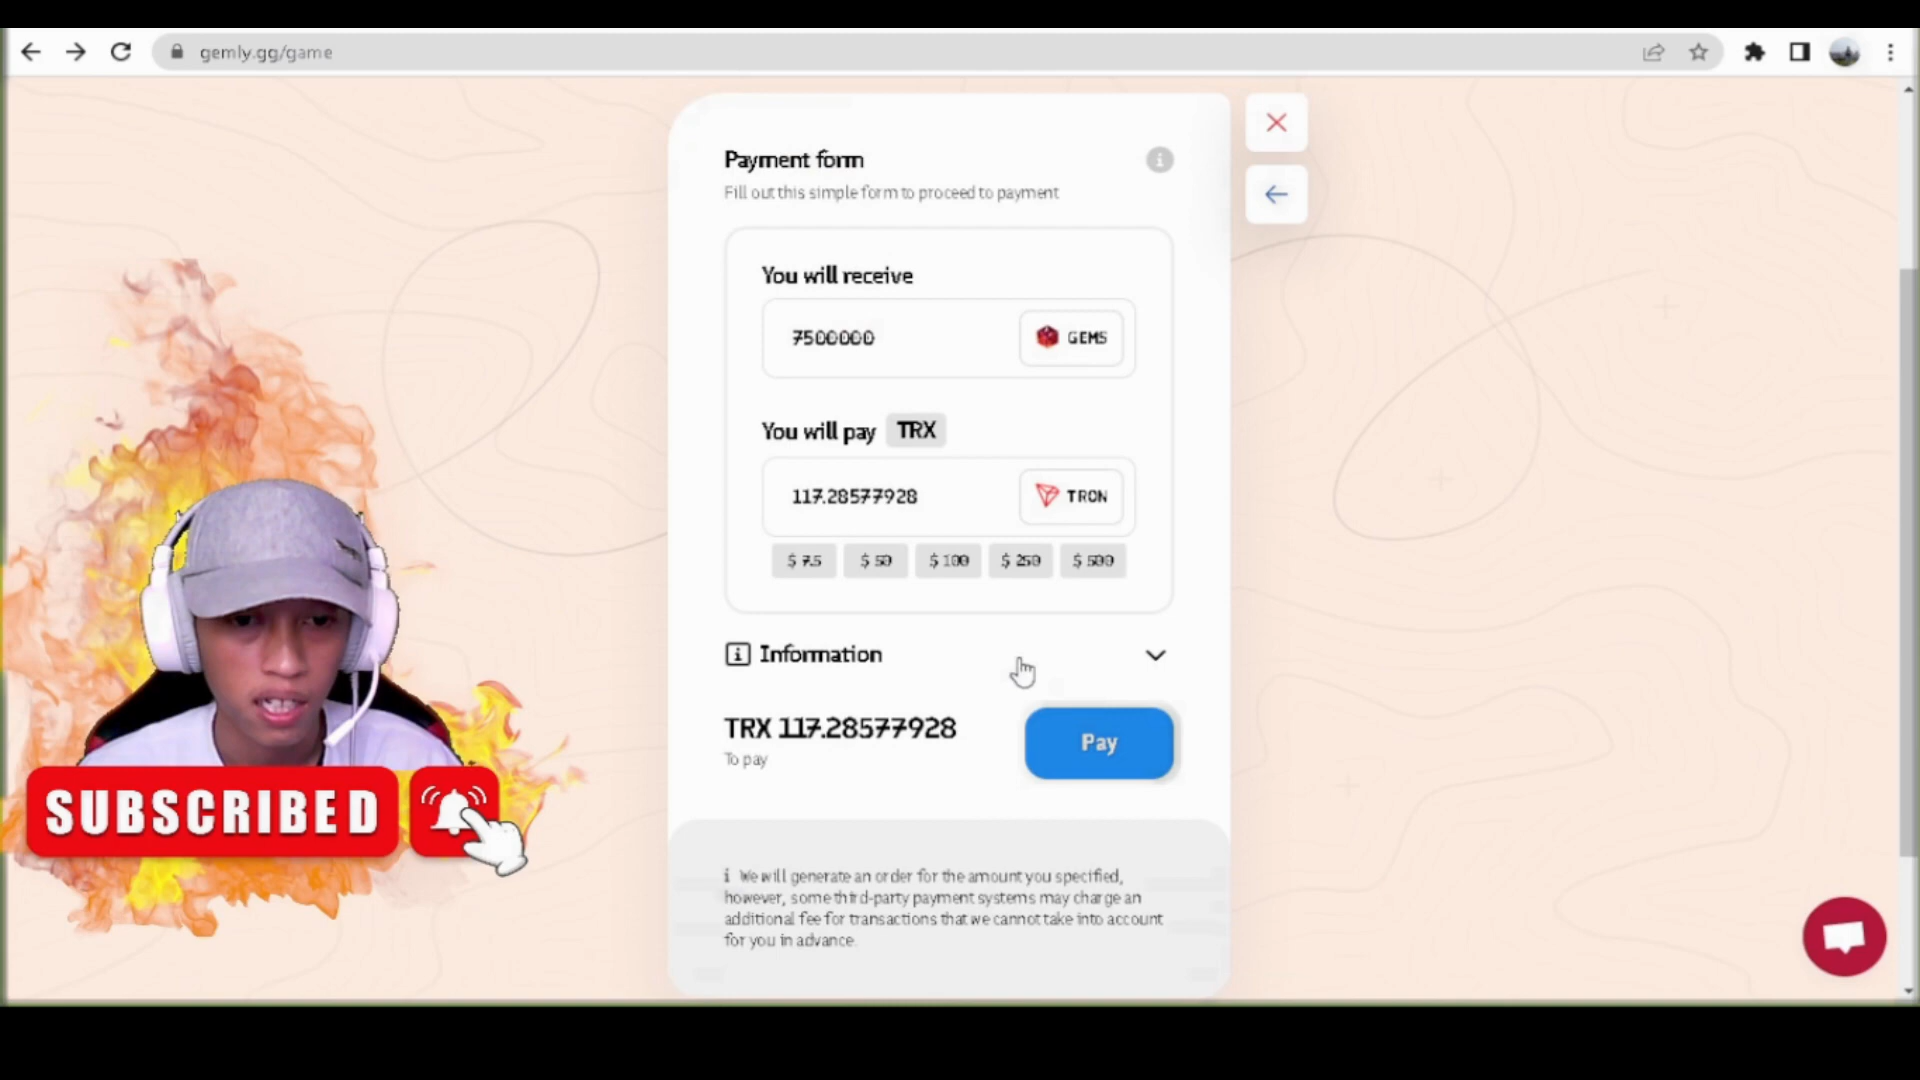 gemly.gg/game
Payment form
Fill out this simple form to proceed to payment
You will receive
7500000
GEMS
You will pay TRX
117.28577928
TRON
$ 7.5 $ 50 $ 100 $ 250 $ 500
Information
TRX 117.28577928
To pay
Pay
SUBSCRIBED
i We will generate an order for the amount you specified,
however, some third-party payment systems may charge an
additional fee for transactions that we cannot take into account
for you in advance.